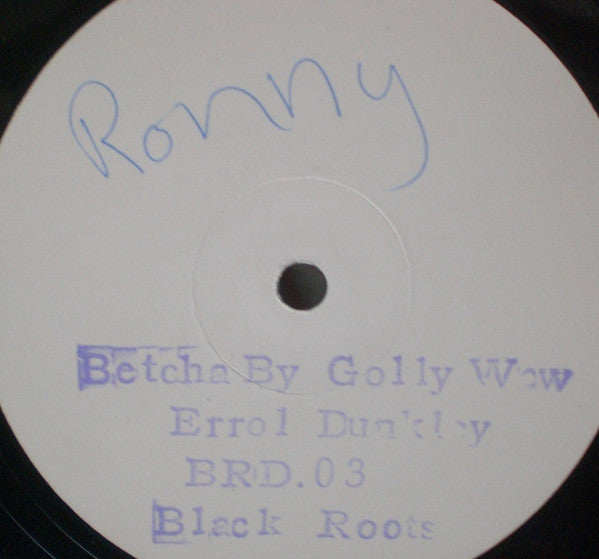 Ronny
Betcha By Golly Wow
Errol Dunkley
BRD.03
Black Roots